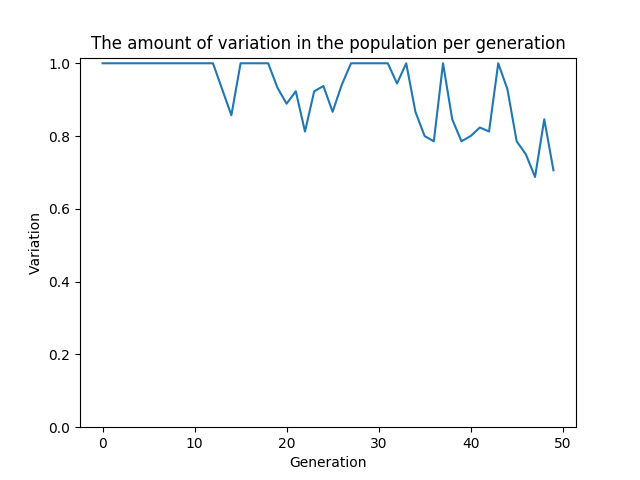 The amount of variation in the population per generation
1.0
0.8
0.6
0.4
0.2
0.0
Variation
0 10 20 30 40 50
Generation